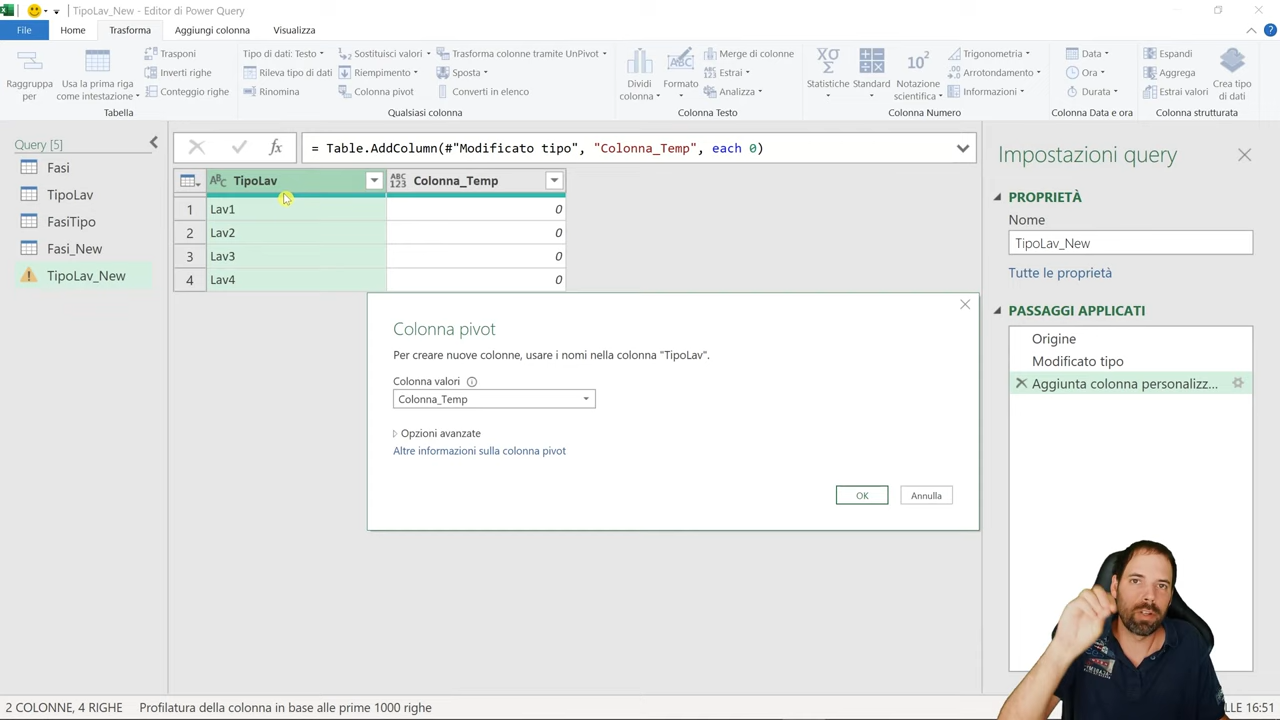 TipoLav_New - Editor di Power Query
File Home Trasforma Aggiungi colonna Visualizza
Raggruppa per
Usa la prima riga come intestazione
Trasponi
Inverti righe
Conteggio righe
Tabella
Tipo di dati: Testo
Rileva tipo di dati
Rinomina
Sostituisci valori
Riempimento
Colonna pivot
Trasforma colonne tramite UnPivot
Sposta
Converti in elenco
Qualsiasi colonna
Dividi colonna
Formato
Merge di colonne
Estrai
Analizza
Colonna Testo
Statistiche
Standard
Notazione scientifica
Trigonometria
Arrotondamento
Informazioni
Colonna Numero
Data
Ora
Durata
Colonna Data e ora
Espandi
Aggrega
Estrai valori
Crea tipo di dati
Colonna strutturata
Query [5]
Fasi
TipoLav
FasiTipo
Fasi_New
TipoLav_New
= Table.AddColumn(#"Modificato tipo", "Colonna_Temp", each 0)
TipoLav Colonna_Temp
1 Lav1 0
2 Lav2 0
3 Lav3 0
4 Lav4 0
Colonna pivot
Per creare nuove colonne, usare i nomi nella colonna "TipoLav".
Colonna valori
Colonna_Temp
Opzioni avanzate
Altre informazioni sulla colonna pivot
OK Annulla
Impostazioni query
PROPRIETÀ
Nome
TipoLav_New
Tutte le proprietà
PASSAGGI APPLICATI
Origine
Modificato tipo
Aggiunta colonna personalizz...
2 COLONNE, 4 RIGHE Profilatura della colonna in base alle prime 1000 righe
LLE 16:51